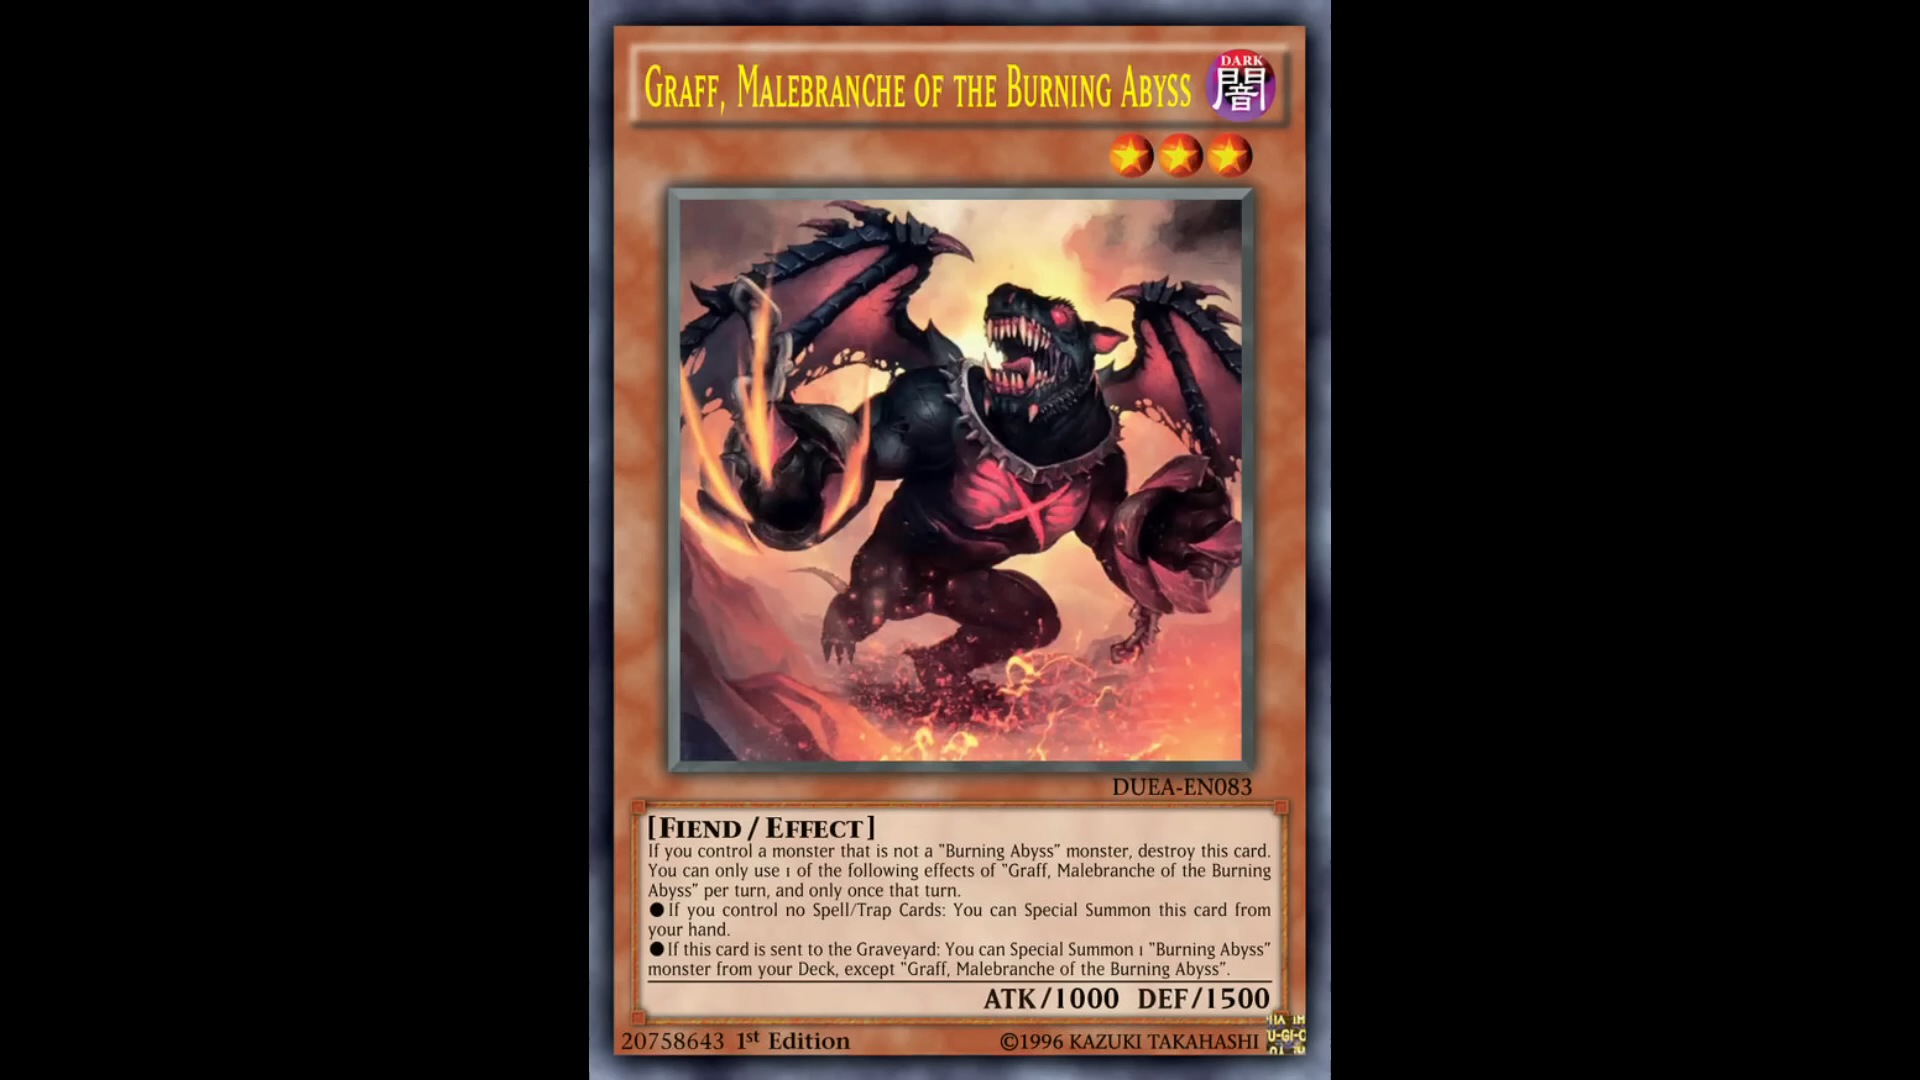 Graff, Malebranche of the Burning Abyss
DARK
闇
DUEA-EN083
[Fiend / Effect]
If you control a monster that is not a "Burning Abyss" monster, destroy this card.
You can only use 1 of the following effects of "Graff, Malebranche of the Burning
Abyss" per turn, and only once that turn.
●If you control no Spell/Trap Cards: You can Special Summon this card from
your hand.
●If this card is sent to the Graveyard: You can Special Summon 1 "Burning Abyss"
monster from your Deck, except "Graff, Malebranche of the Burning Abyss".
ATK/1000 DEF/1500
20758643 1st Edition
©1996 KAZUKI TAKAHASHI